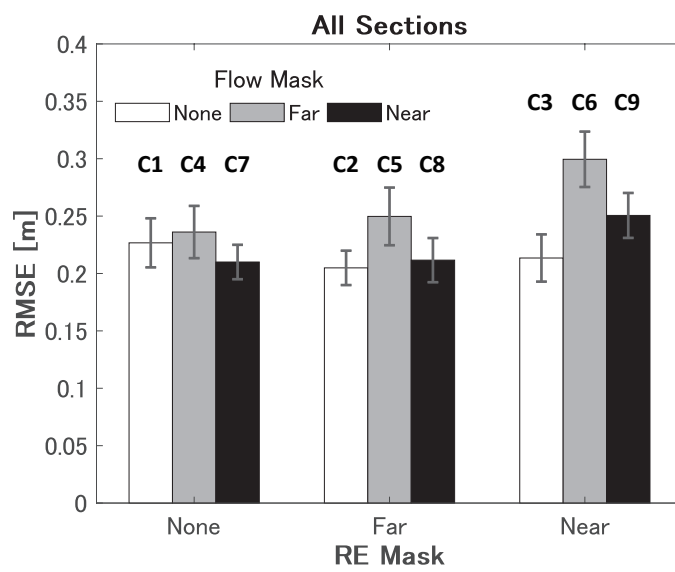 All Sections
0.4
0.35
0.3
0.25
0.2
0.15
0.1
0.05
0
RMSE [m]
Flow Mask
None Far Near
C1 C4 C7
C2 C5 C8
C3 C6 C9
None Far Near
RE Mask